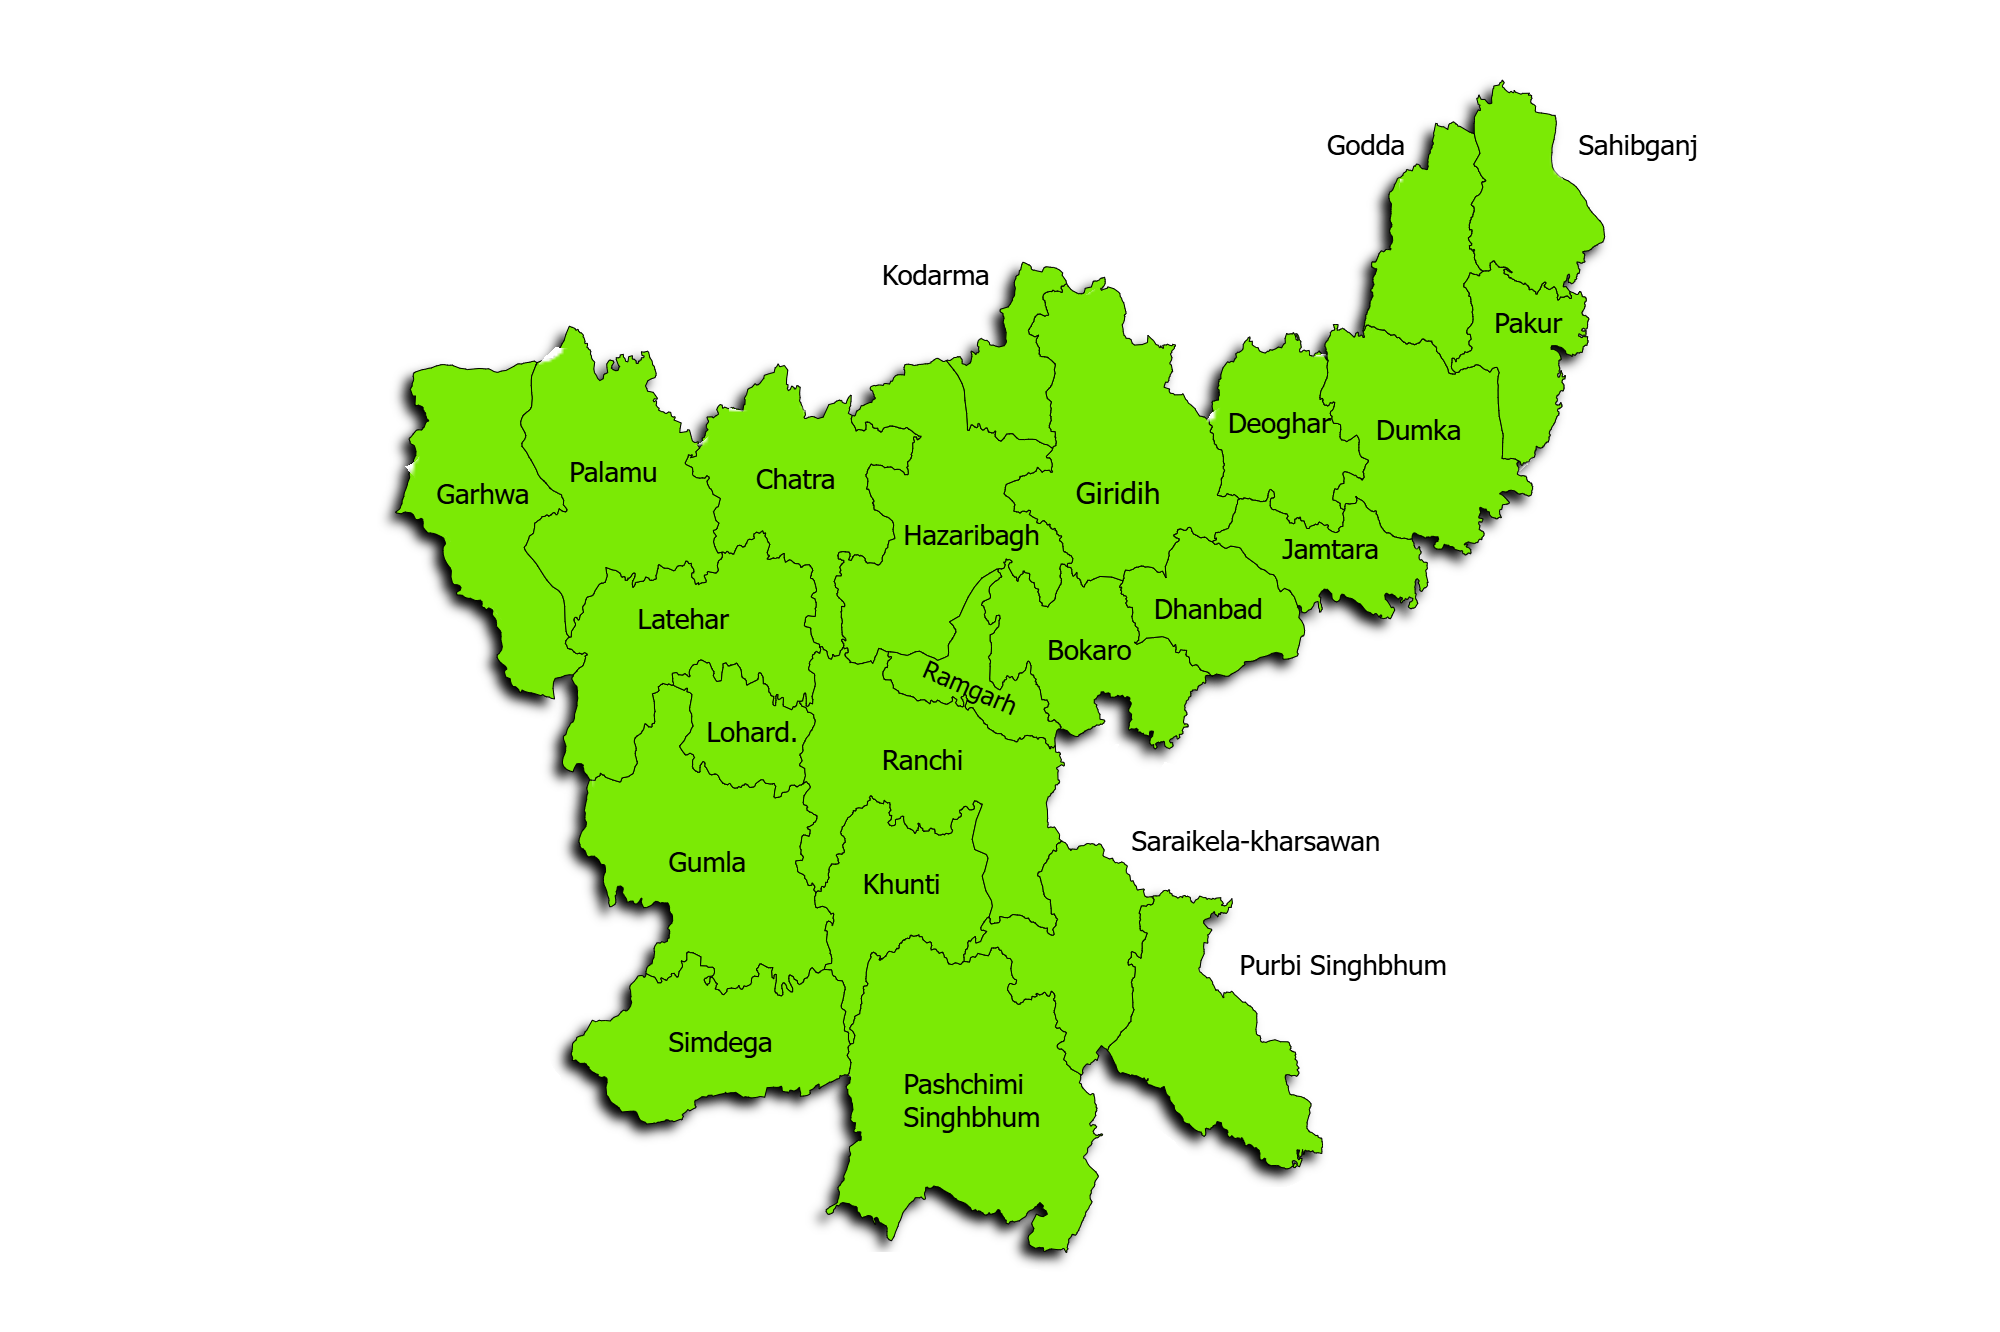 Godda
Sahibganj
Kodarma
Pakur
Deoghar
Dumka
Garhwa
Palamu
Chatra
Giridih
Hazaribagh
Jamtara
Latehar
Dhanbad
Bokaro
Ramgarh
Lohard.
Ranchi
Saraikela-kharsawan
Gumla
Khunti
Purbi Singhbhum
Simdega
Pashchimi
Singhbhum